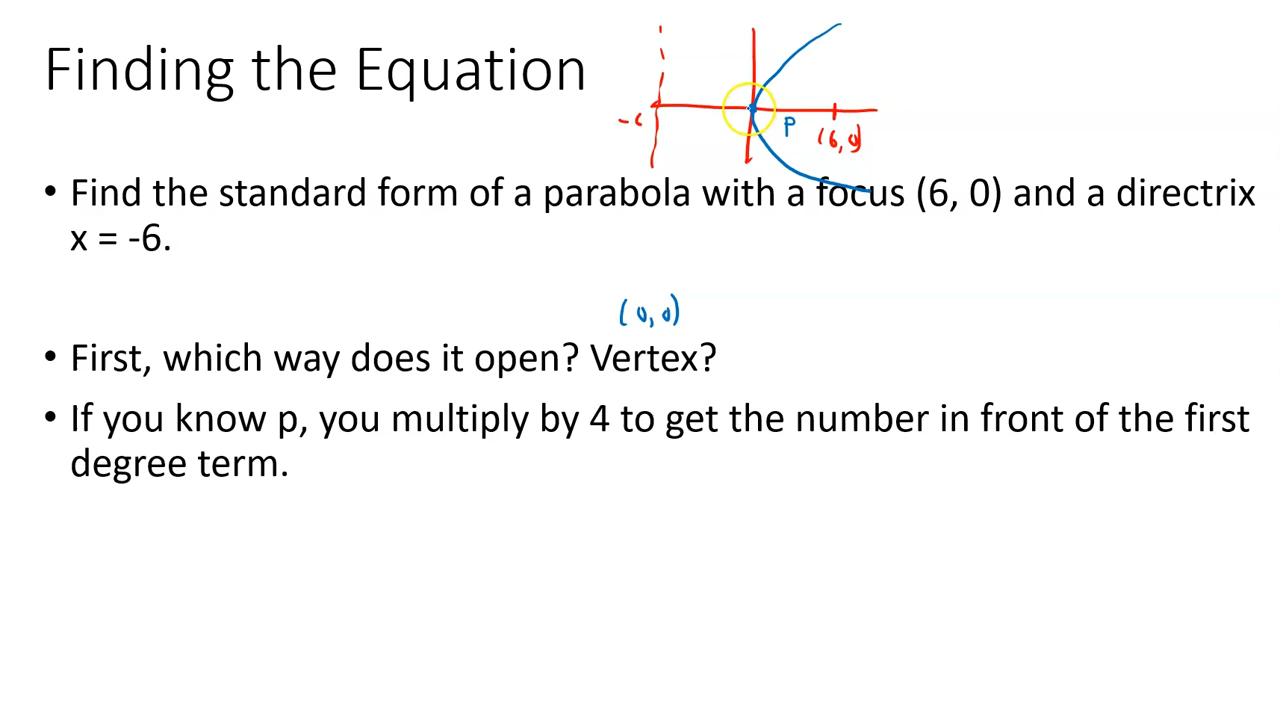 Finding the Equation
-6
P
(6, 0)
• Find the standard form of a parabola with a focus (6, 0) and a directrix
x = -6.
(0, 0)
• First, which way does it open? Vertex?
• If you know p, you multiply by 4 to get the number in front of the first
degree term.